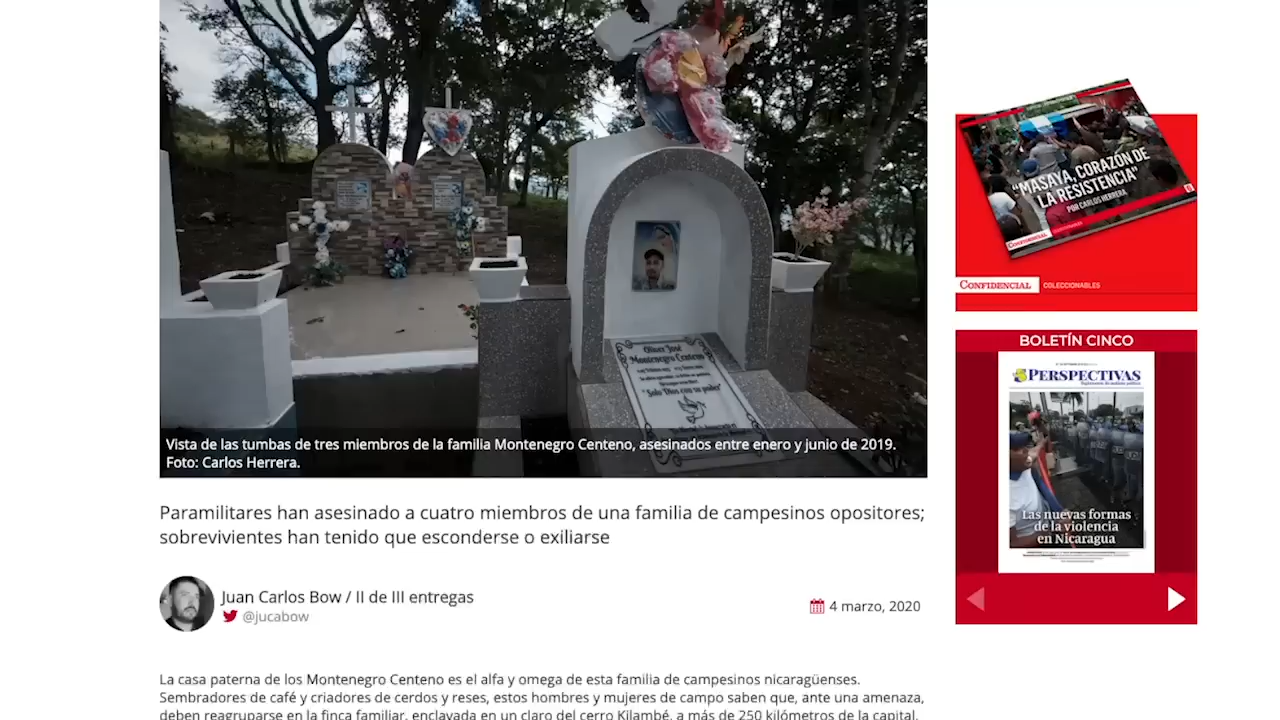 Oliver José
Montenegro Centeno
"Solo Dios con su poder"
Vista de las tumbas de tres miembros de la familia Montenegro Centeno, asesinados entre enero y junio de 2019.
Foto: Carlos Herrera.
Paramilitares han asesinado a cuatro miembros de una familia de campesinos opositores;
sobrevivientes han tenido que esconderse o exiliarse
Juan Carlos Bow / II de III entregas
@jucabow
4 marzo, 2020
La casa paterna de los Montenegro Centeno es el alfa y omega de esta familia de campesinos nicaragüenses.
Sembradores de café y criadores de cerdos y reses, estos hombres y mujeres de campo saben que, ante una amenaza,
deben reagruparse en la finca familiar, enclavada en un claro del cerro Kilambé, a más de 250 kilómetros de la capital.
"MASAYA, CORAZÓN DE
LA RESISTENCIA"
POR CARLOS HERRERA
CONFIDENCIAL
CONFIDENCIAL COLECCIONABLES
BOLETÍN CINCO
PERSPECTIVAS
Las nuevas formas
de la violencia
en Nicaragua